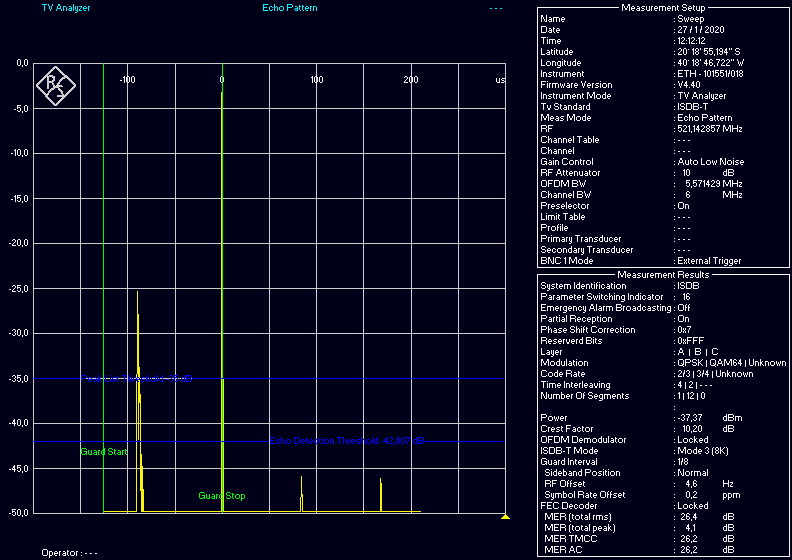 TV Analyzer Echo Pattern ---
0,0
-5,0
-10,0
-15,0
-20,0
-25,0
-30,0
-35,0
-40,0
-45,0
-50,0
-100 0 100 200 us
Echo Detection Threshold -42,007 dB
Guard Start
Guard Stop
Operator : ---
Measurement Setup
Name : Sweep
Date : 27 / 1 / 2020
Time : 12:12:12
Latitude : 20° 18' 55,194" S
Longitude : 40° 18' 46,722" W
Instrument : ETH - 101551/018
Firmware Version : V4.40
Instrument Mode : TV Analyzer
Tv Standard : ISDB-T
Meas Mode : Echo Pattern
RF : 521,142857 MHz
Channel Table : ---
Channel : ---
Gain Control : Auto Low Noise
RF Attenuator : 10 dB
OFDM BW : 5,571429 MHz
Channel BW : 6 MHz
Preselector : On
Limit Table : ---
Profile : ---
Primary Transducer : ---
Secondary Transducer : ---
BNC 1 Mode : External Trigger
Measurement Results
System Identification : ISDB
Parameter Switching Indicator : 16
Emergency Alarm Broadcasting : Off
Partial Reception : On
Phase Shift Correction : 0x7
Reserverd Bits : 0xFFF
Layer : A | B | C
Modulation : QPSK | QAM64 | Unknown
Code Rate : 2/3 | 3/4 | Unknown
Time Interleaving : 4 | 2 | ---
Number Of Segments : 1 | 12 | 0
:
Power : -37,37 dBm
Crest Factor : 10,20 dB
OFDM Demodulator : Locked
ISDB-T Mode : Mode 3 (8K)
Guard Interval : 1/8
Sideband Position : Normal
RF Offset : 4,6 Hz
Symbol Rate Offset : 0,2 ppm
FEC Decoder : Locked
MER (total rms) : 26,4 dB
MER (total peak) : 4,1 dB
MER TMCC : 26,2 dB
MER AC : 26,2 dB